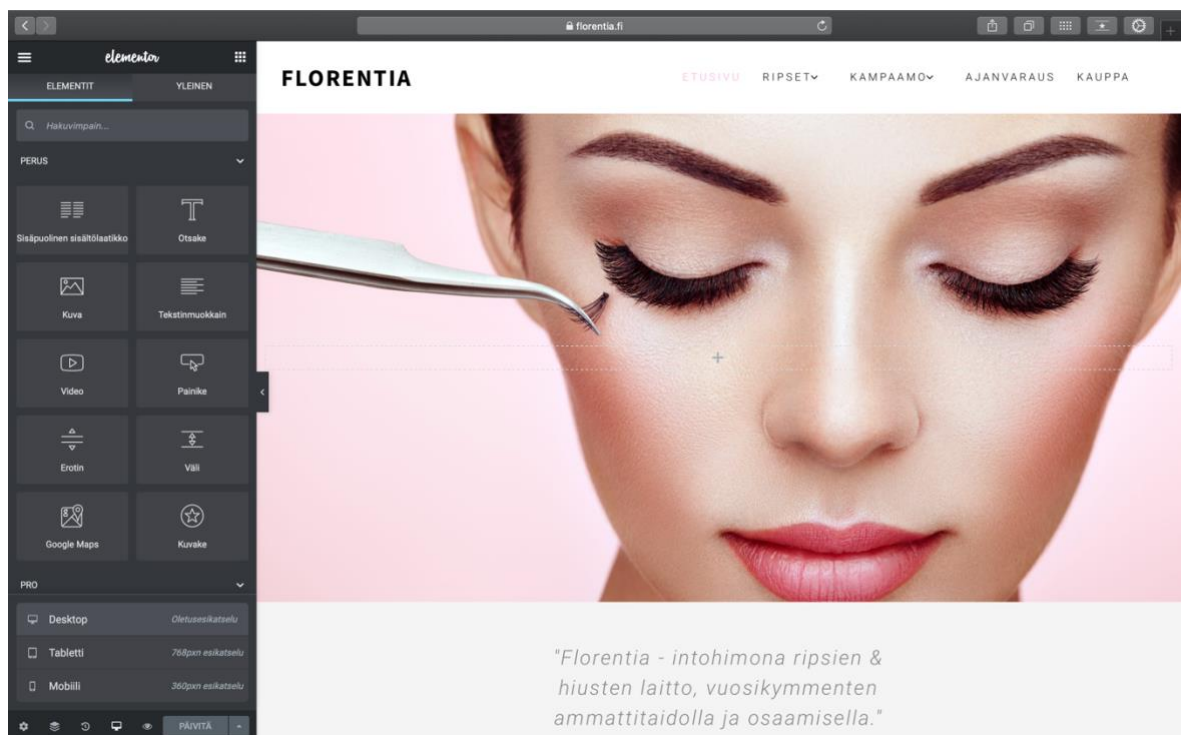 florentia.fi
elementor
ELEMENTIT YLEINEN
Hakuvimpain...
PERUS
Sisäpuolinen sisältölaatikko Otsake
Kuva Tekstinmuokkain
Video Painike
Erotin Väli
Google Maps Kuvake
PRO
Desktop Oletusesikatselu
Tabletti 768pxn esikatselu
Mobiili 360pxn esikatselu
PÄIVITÄ
FLORENTIA
ETUSIVU RIPSET KAMPAAMO AJANVARAUS KAUPPA
"Florentia - intohimona ripsien &
hiusten laitto, vuosikymmenten
ammattitaidolla ja osaamisella."